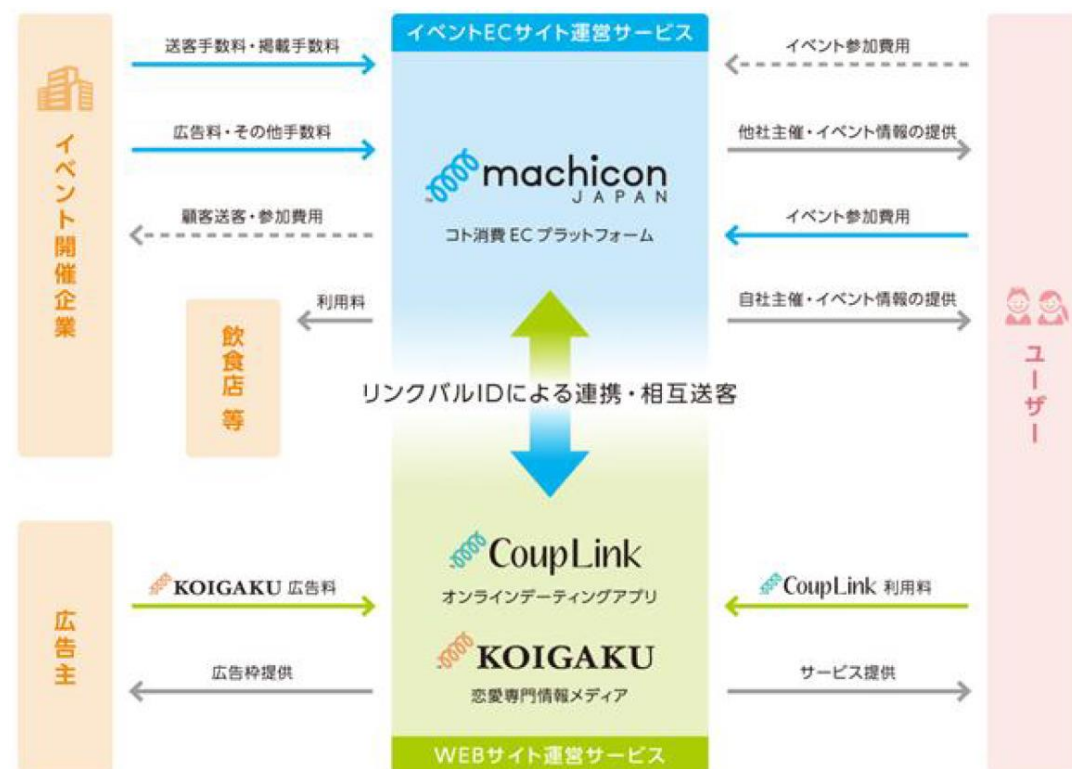 イベントECサイト運営サービス
送客手数料・掲載手数料
イベント参加費用
イベント開催企業
広告料・その他手数料
他社主催・イベント情報の提供
machicon
JAPAN
TM
顧客送客・参加費用
コト消費 EC プラットフォーム
イベント参加費用
利用料
自社主催・イベント情報の提供
飲食店 等
ユーザー
リンクバルIDによる連携・相互送客
CoupLink
オンラインデーティングアプリ
KOIGAKU 広告料
CoupLink 利用料
広告主
KOIGAKU
恋愛専門情報メディア
広告枠提供
サービス提供
WEBサイト運営サービス